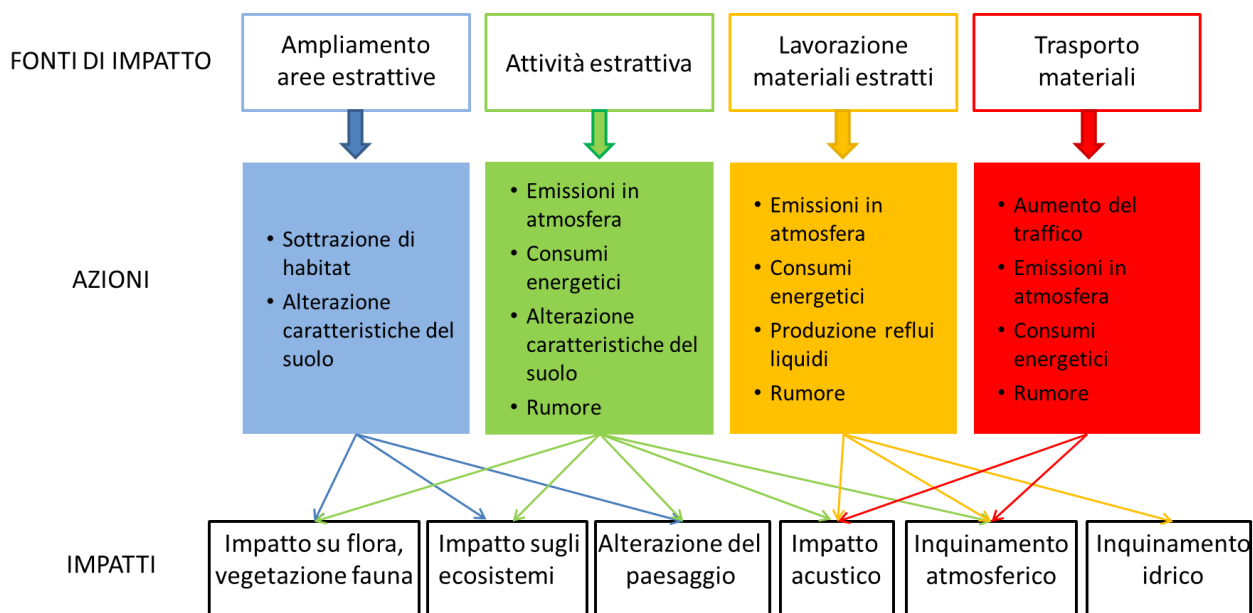 FONTI DI IMPATTO
Ampliamento
aree estrattive
Attività estrattiva
Lavorazione
materiali estratti
Trasporto
materiali
AZIONI
• Sottrazione di
habitat
• Alterazione
caratteristiche del
suolo
• Emissioni in
atmosfera
• Consumi
energetici
• Alterazione
caratteristiche del
suolo
• Rumore
• Emissioni in
atmosfera
• Consumi
energetici
• Produzione reflui
liquidi
• Rumore
• Aumento del
traffico
• Emissioni in
atmosfera
• Consumi
energetici
• Rumore
IMPATTI
Impatto su flora,
vegetazione fauna
Impatto sugli
ecosistemi
Alterazione del
paesaggio
Impatto
acustico
Inquinamento
atmosferico
Inquinamento
idrico